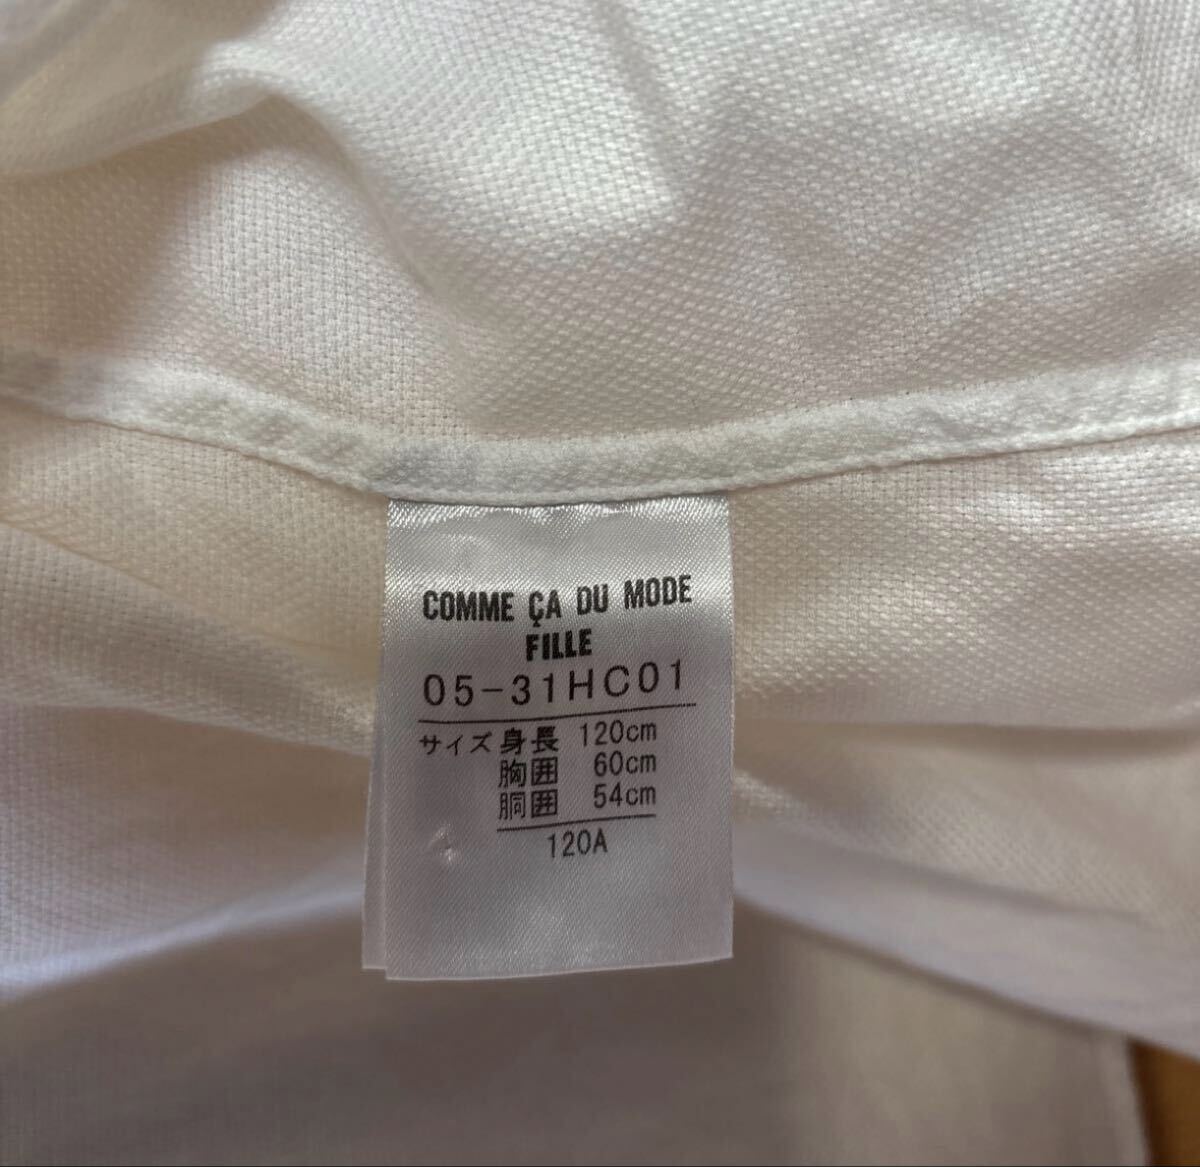 COMME ÇA DU MODE
FILLE
05-31HC01
サイズ 身長 120cm
胸囲 60cm
胴囲 54cm
120A